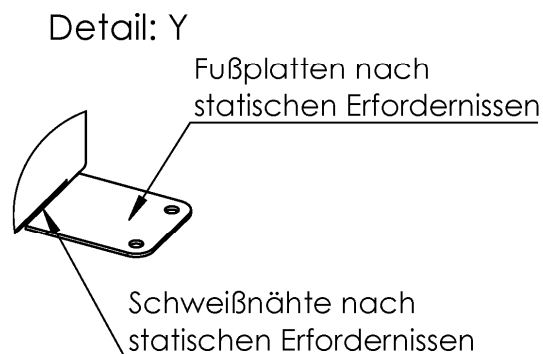 Detail: Y
Fußplatten nach
statischen Erfordernissen
Schweißnähte nach
statischen Erfordernissen